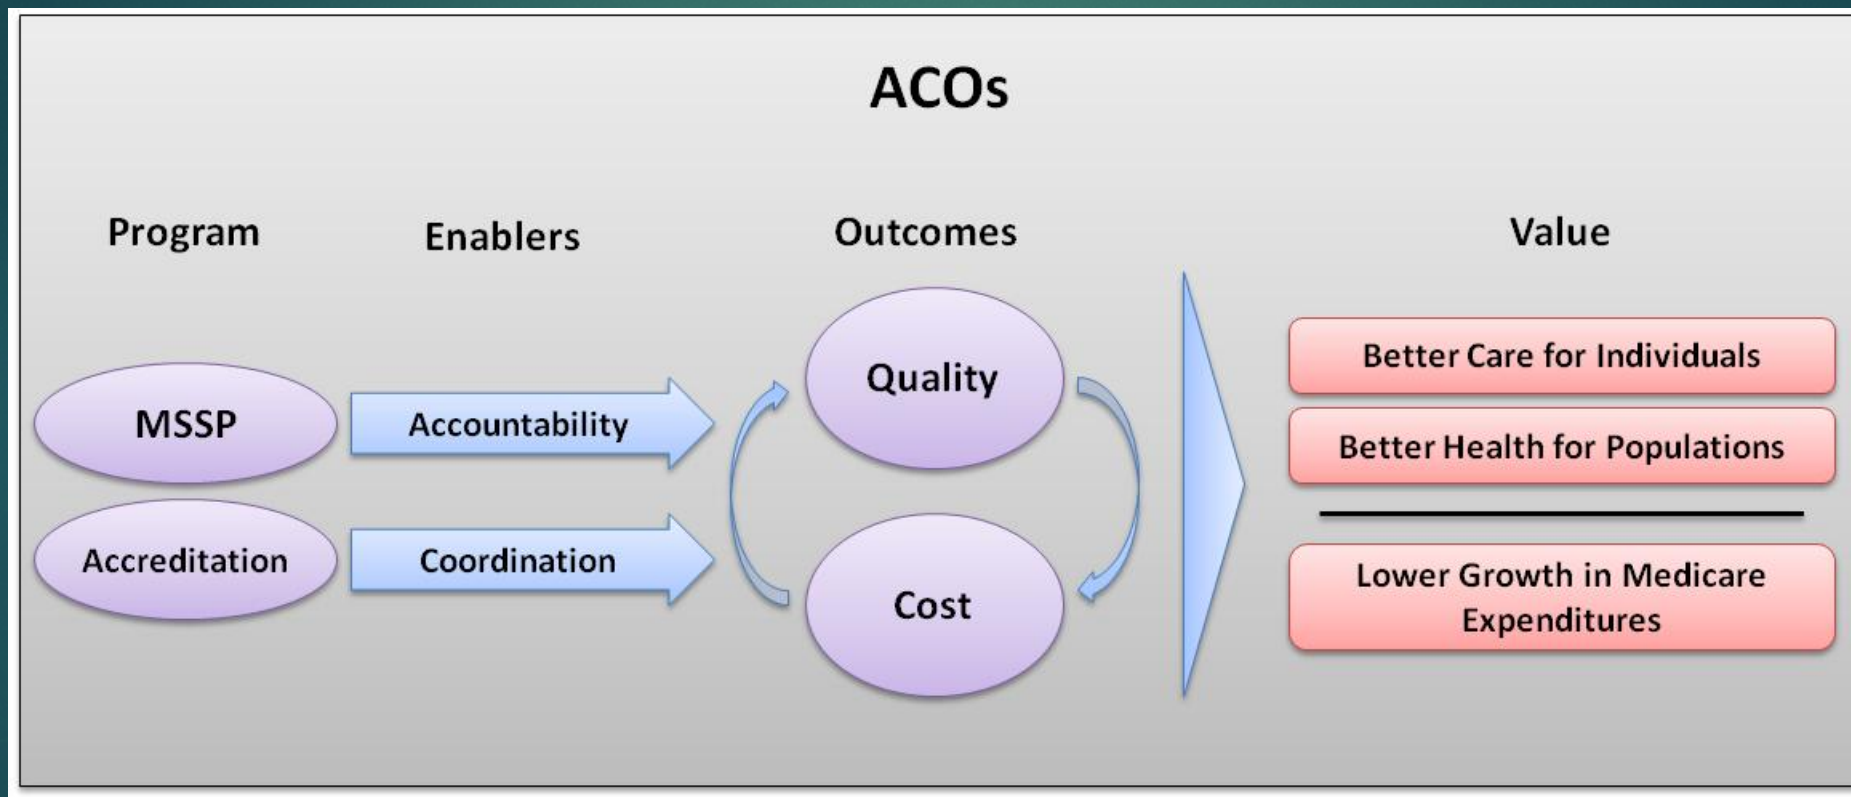 ACOs
Program
Enablers
Outcomes
Value
MSSP
Accountability
Accreditation
Coordination
Quality
Cost
Better Care for Individuals
Better Health for Populations
Lower Growth in Medicare
Expenditures